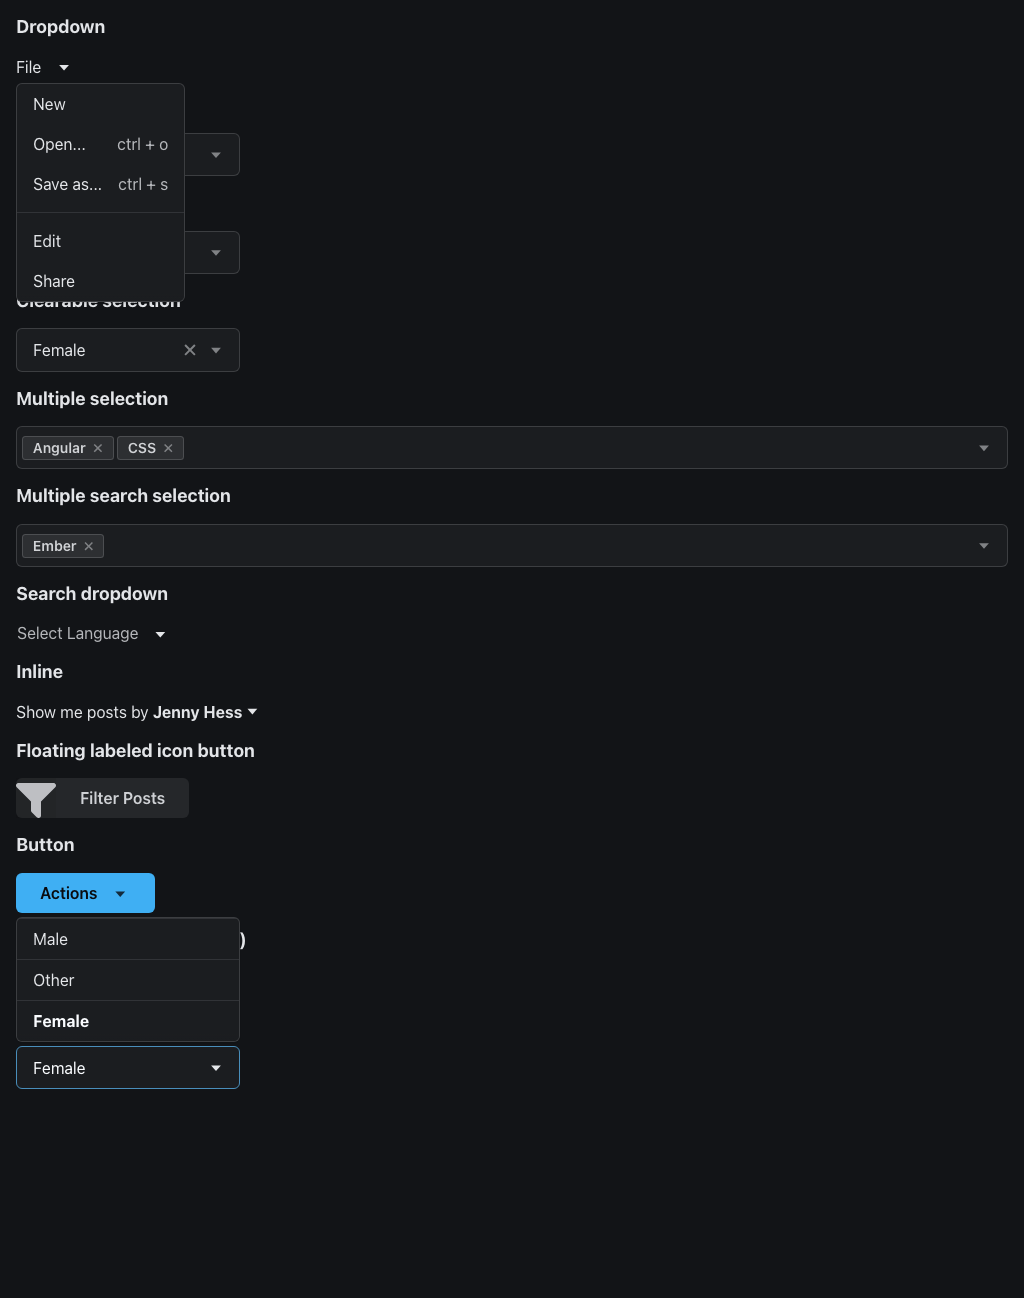 Dropdown
File
New
Open... ctrl + o
Save as... ctrl + s
Edit
Share
Clearable selection
Female
Multiple selection
Angular CSS
Multiple search selection
Ember
Search dropdown
Select Language
Inline
Show me posts by Jenny Hess
Floating labeled icon button
Filter Posts
Button
Actions
)
Male
Other
Female
Female